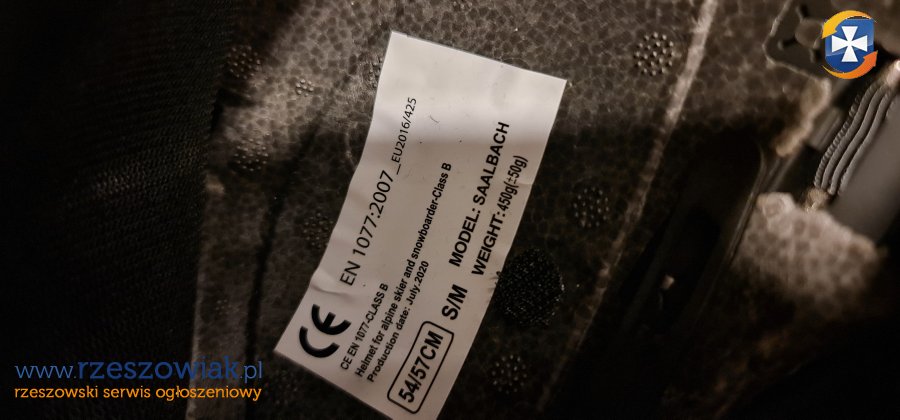 EN 1077:2007_EU2016/425
CE
CE EN 1077-CLASS B
Helmet for alpine skier and snowboarder-Class B
Production date: July,2020
54/57CM
S/M
MODEL: SAALBACH
WEIGHT: 450g(±50g)
www.rzeszowiak.pl
rzeszowski serwis ogłoszeniowy